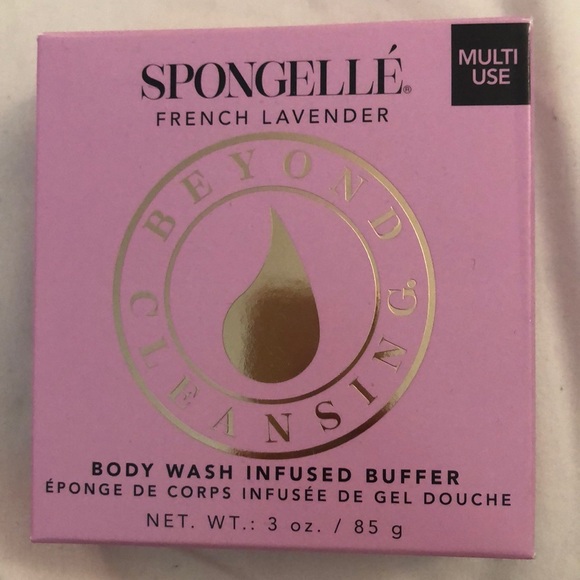 SPONGELLÉ®
MULTI
USE
FRENCH LAVENDER
BEYOND
CLEANSING.
BODY WASH INFUSED BUFFER
ÉPONGE DE CORPS INFUSÉE DE GEL DOUCHE
NET. WT.: 3 oz. / 85 g